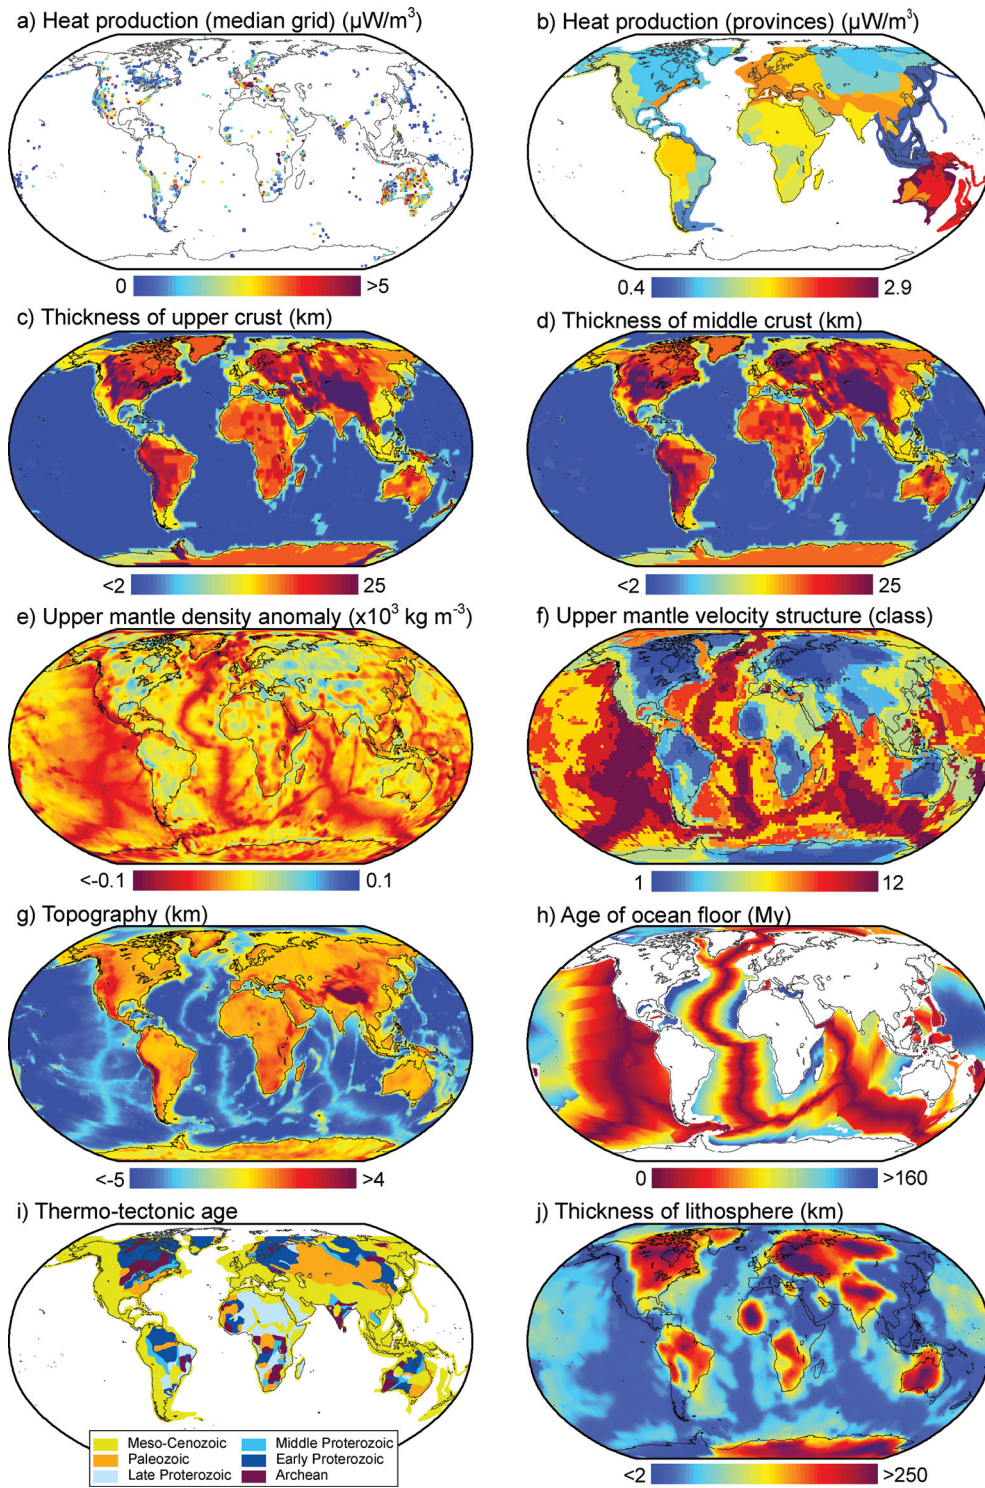 a) Heat production (median grid) (µW/m³)
b) Heat production (provinces) (µW/m³)
0 >5
0.4 2.9
c) Thickness of upper crust (km)
d) Thickness of middle crust (km)
<2 25
<2 25
e) Upper mantle density anomaly (x10³ kg m⁻³)
f) Upper mantle velocity structure (class)
<-0.1 0.1
1 12
g) Topography (km)
h) Age of ocean floor (My)
<-5 >4
0 >160
i) Thermo-tectonic age
j) Thickness of lithosphere (km)
Meso-Cenozoic
Paleozoic
Late Proterozoic
Middle Proterozoic
Early Proterozoic
Archean
<2 >250